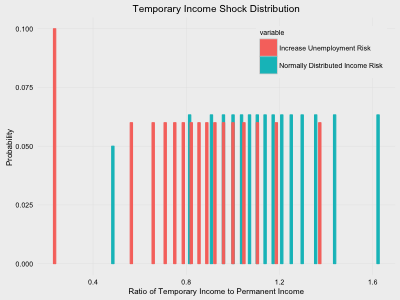 Temporary Income Shock Distribution
variable
Increase Unemployment Risk
Normally Distributed Income Risk
Probability
0.100
0.075
0.050
0.025
0.000
0.4 0.8 1.2 1.6
Ratio of Temporary Income to Permanent Income